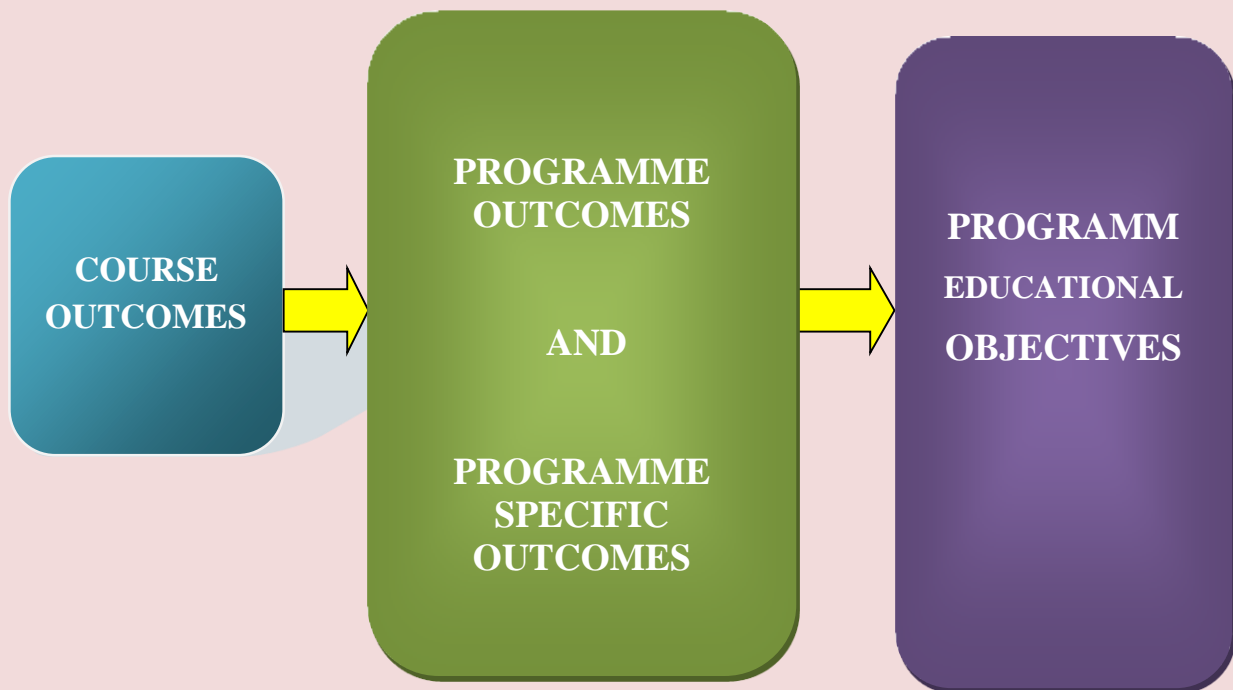 COURSE
OUTCOMES
PROGRAMME
OUTCOMES
AND
PROGRAMME
SPECIFIC
OUTCOMES
PROGRAMM
EDUCATIONAL
OBJECTIVES